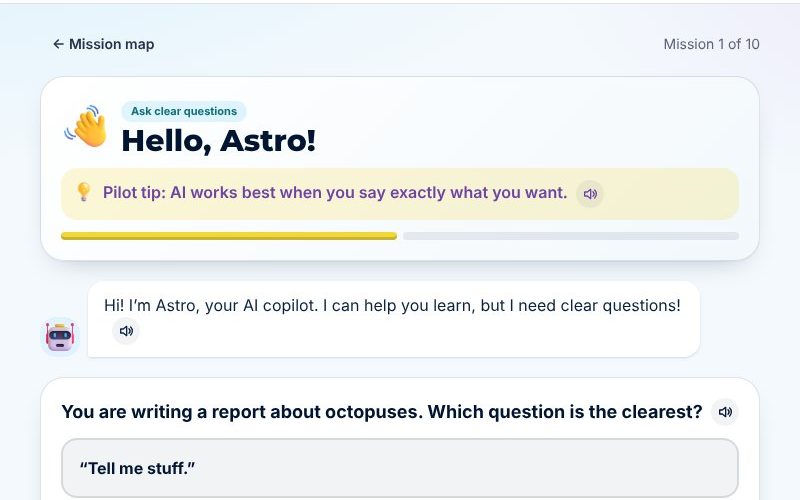 ← Mission map
Mission 1 of 10
Ask clear questions
Hello, Astro!
Pilot tip: AI works best when you say exactly what you want.
Hi! I’m Astro, your AI copilot. I can help you learn, but I need clear questions!
You are writing a report about octopuses. Which question is the clearest?
“Tell me stuff.”